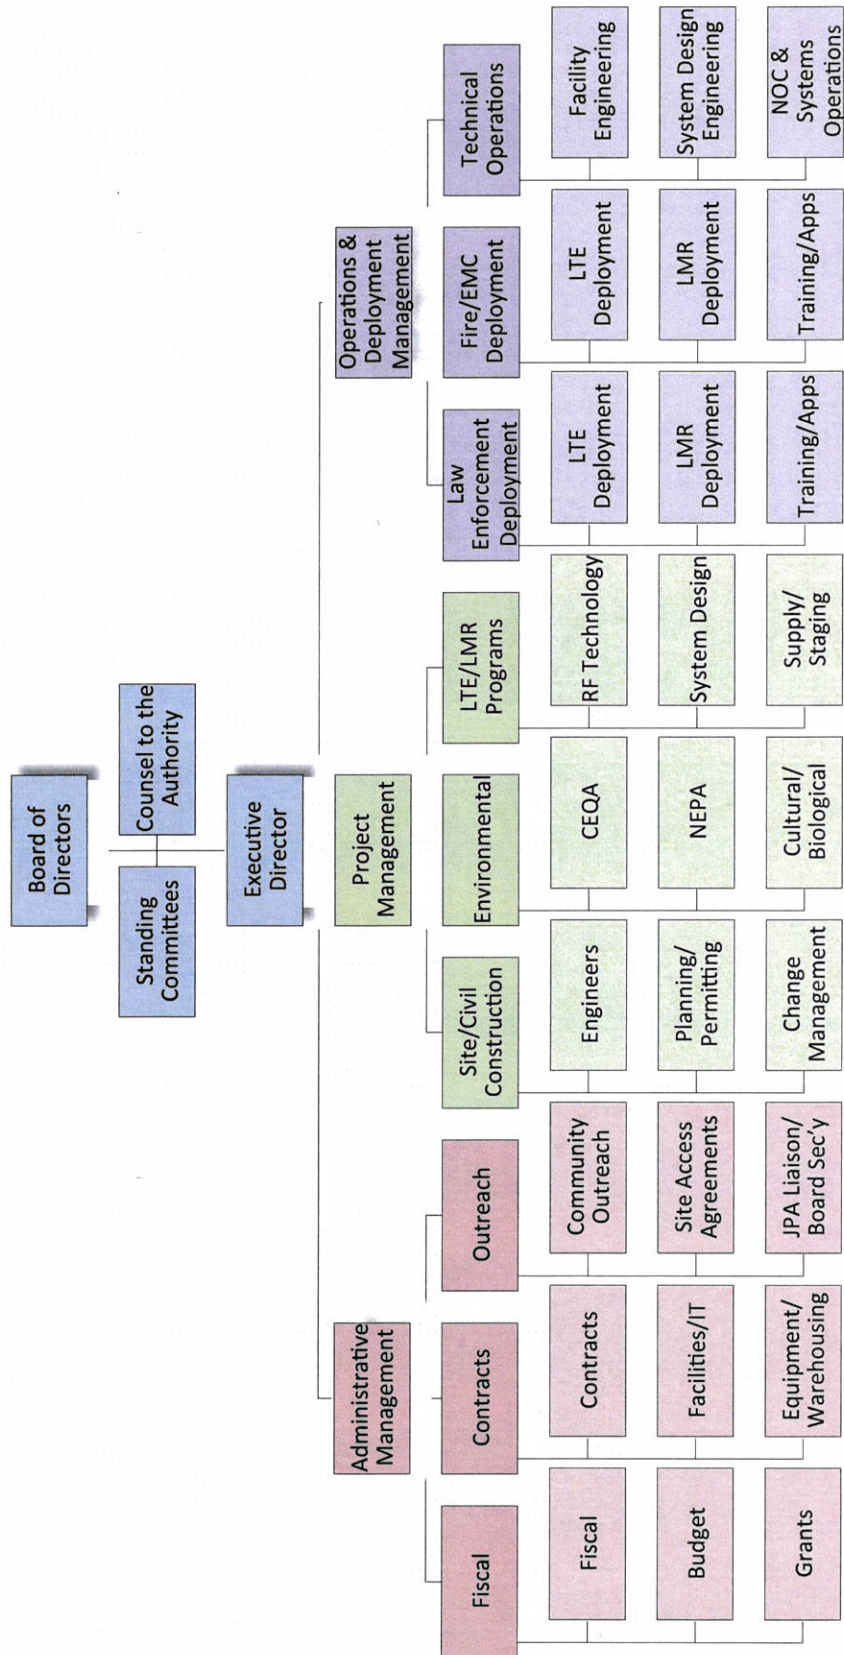 Board of
Directors
Standing
Committees
Counsel to the
Authority
Executive
Director
Administrative
Management
Project
Management
Operations &
Deployment
Management
Fiscal
Contracts
Outreach
Site/Civil
Construction
Environmental
LTE/LMR
Programs
Law
Enforcement
Deployment
Fire/EMC
Deployment
Technical
Operations
Fiscal
Contracts
Community
Outreach
Engineers
CEQA
RF Technology
LTE
Deployment
LTE
Deployment
Facility
Engineering
Budget
Facilities/IT
Site Access
Agreements
Planning/
Permitting
NEPA
System Design
LMR
Deployment
LMR
Deployment
System Design
Engineering
Grants
Equipment/
Warehousing
JPA Liaison/
Board Sec'y
Change
Management
Cultural/
Biological
Supply/
Staging
Training/Apps
Training/Apps
NOC &
Systems
Operations